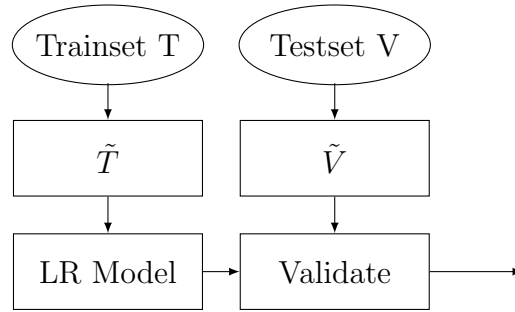 Trainset T
Testset V
T̃
Ṽ
LR Model
Validate